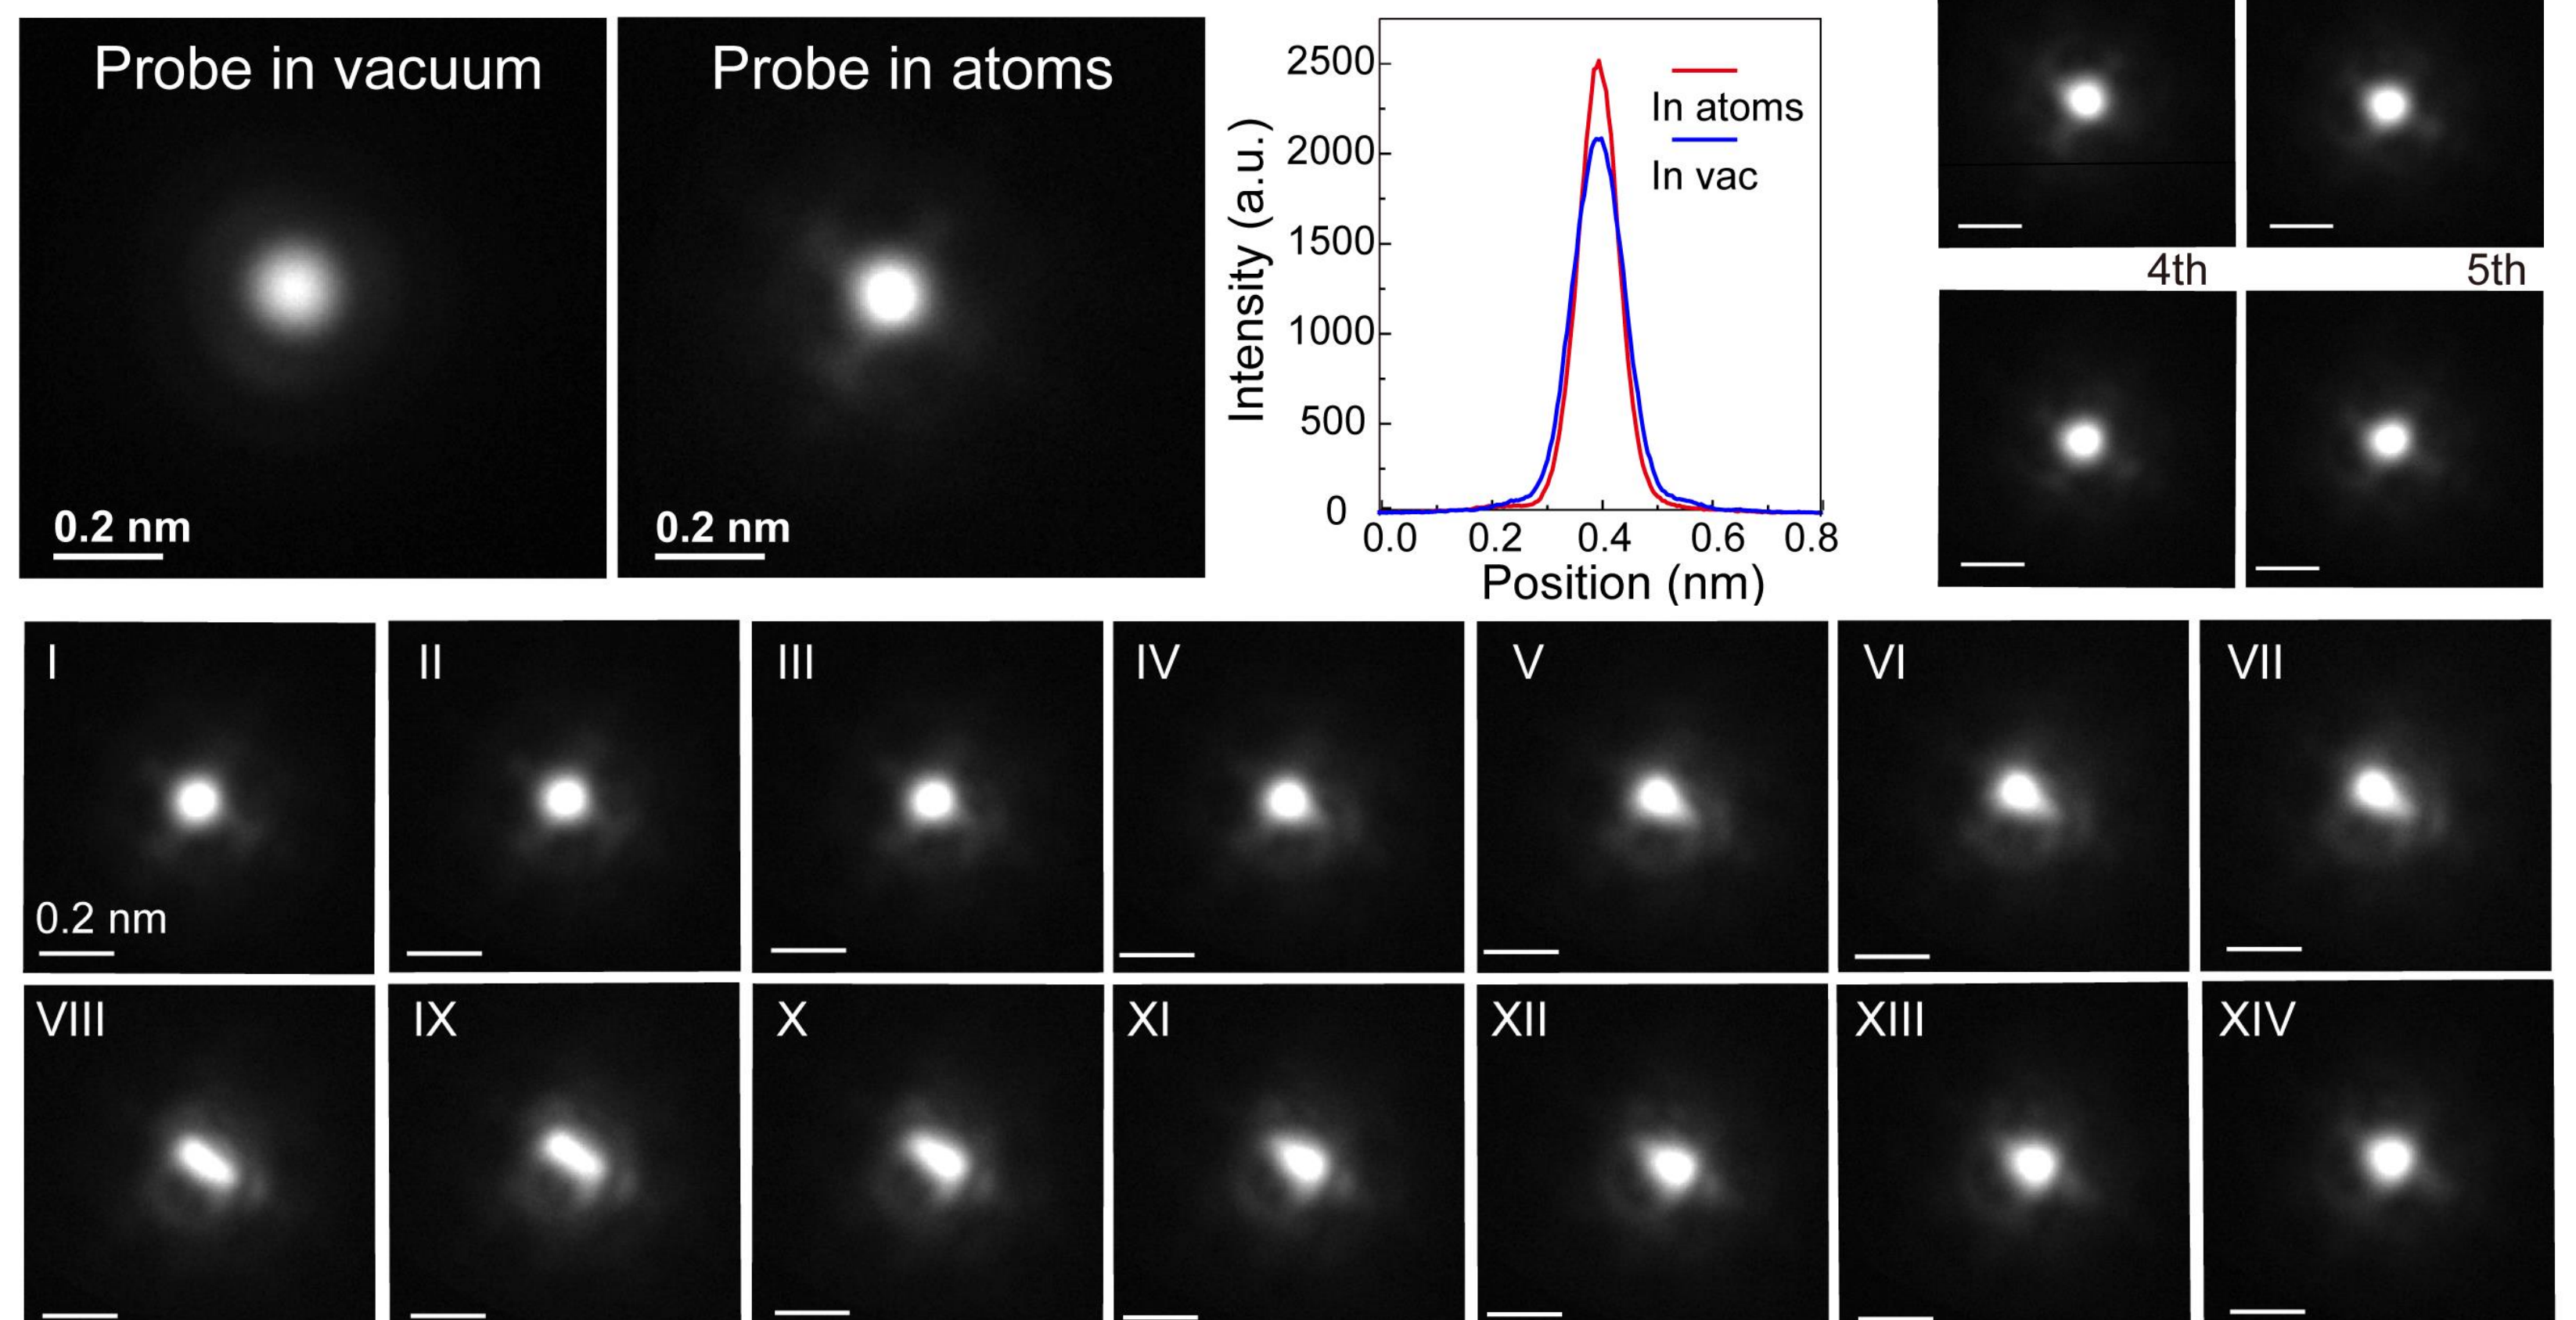 Probe in vacuum
0.2 nm
Probe in atoms
0.2 nm
Intensity (a.u.)
2500
2000
1500
1000
500
0
In atoms
In vac
0.0 0.2 0.4 0.6 0.8
Position (nm)
4th
5th
I
0.2 nm
II
III
IV
V
VI
VII
VIII
IX
X
XI
XII
XIII
XIV